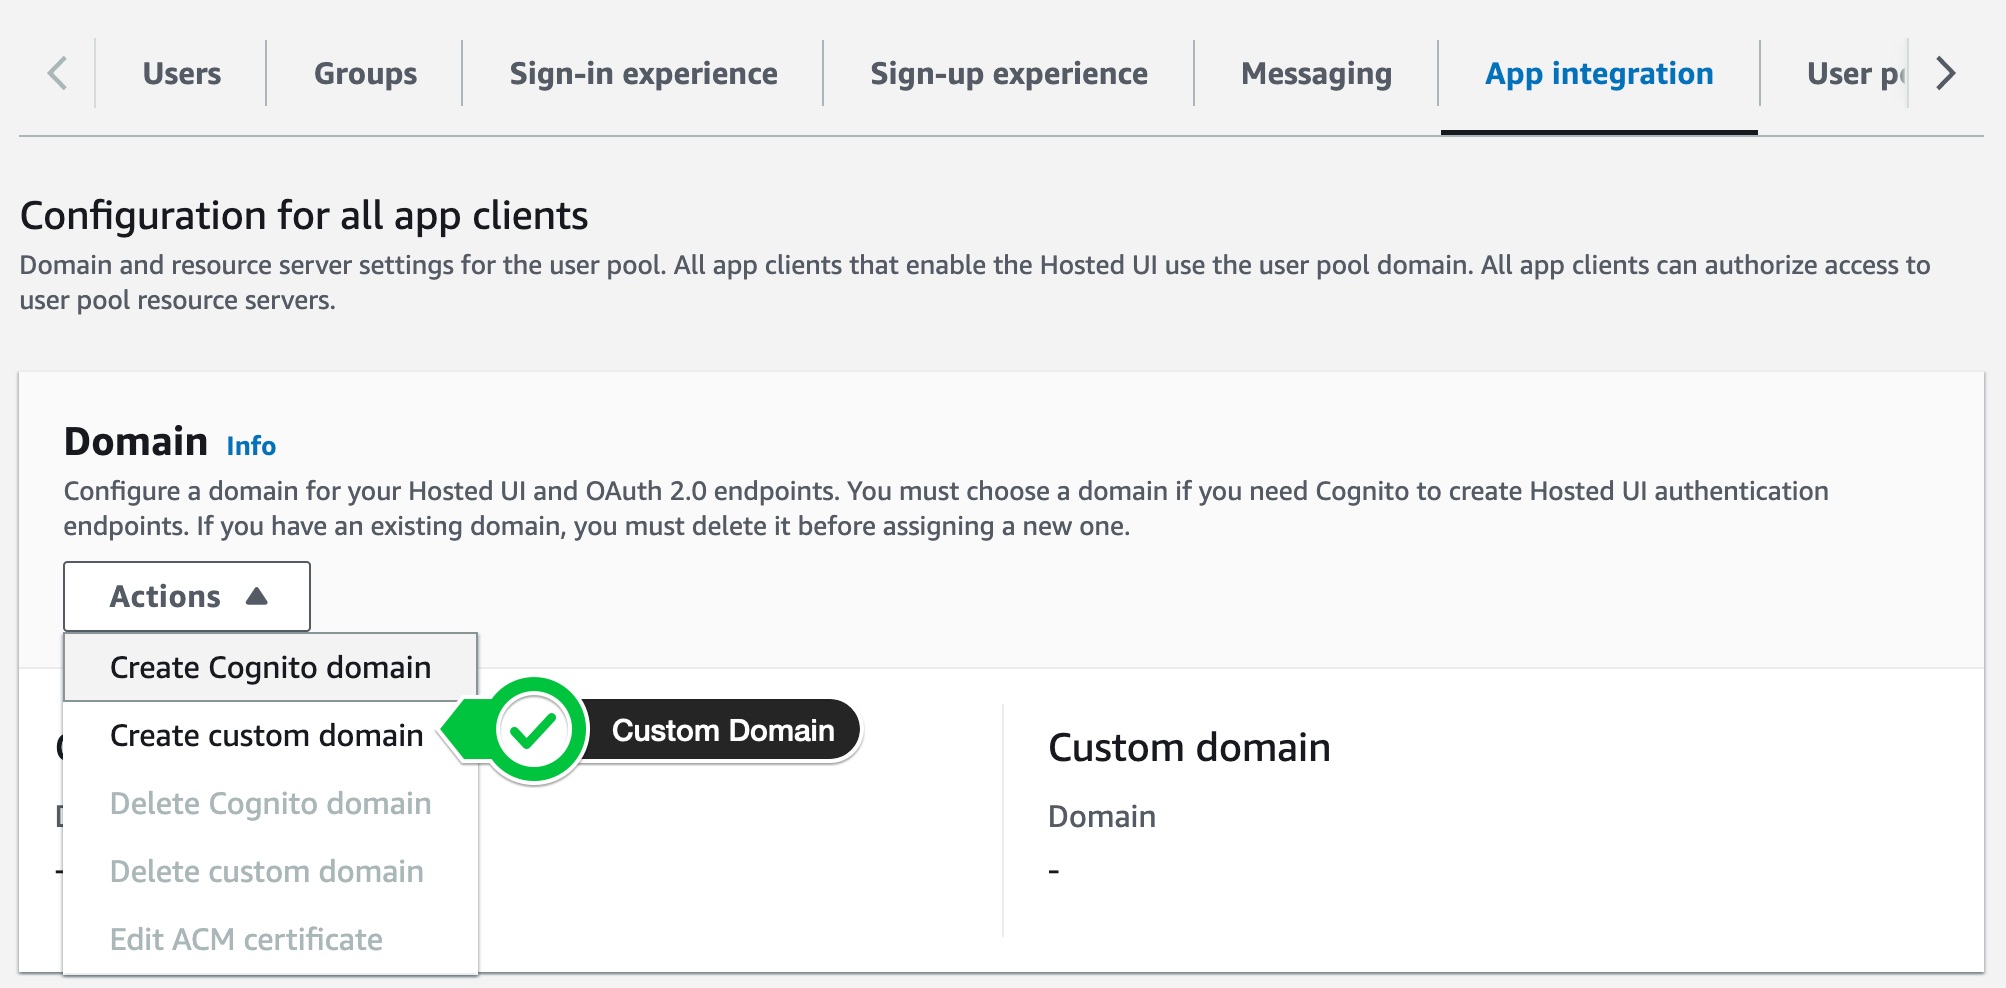 Users
Groups
Sign-in experience
Sign-up experience
Messaging
App integration
User
Configuration for all app clients
Domain and resource server settings for the user pool. All app clients that enable the Hosted UI use the user pool domain. All app clients can authorize access to
user pool resource servers.
Domain Info
Configure a domain for your Hosted UI and OAuth 2.0 endpoints. You must choose a domain if you need Cognito to create Hosted UI authentication
endpoints. If you have an existing domain, you must delete it before assigning a new one.
Actions
Create Cognito domain
Create custom domain
Custom Domain
Delete Cognito domain
Delete custom domain
Edit ACM certificate
Custom domain
Domain
-